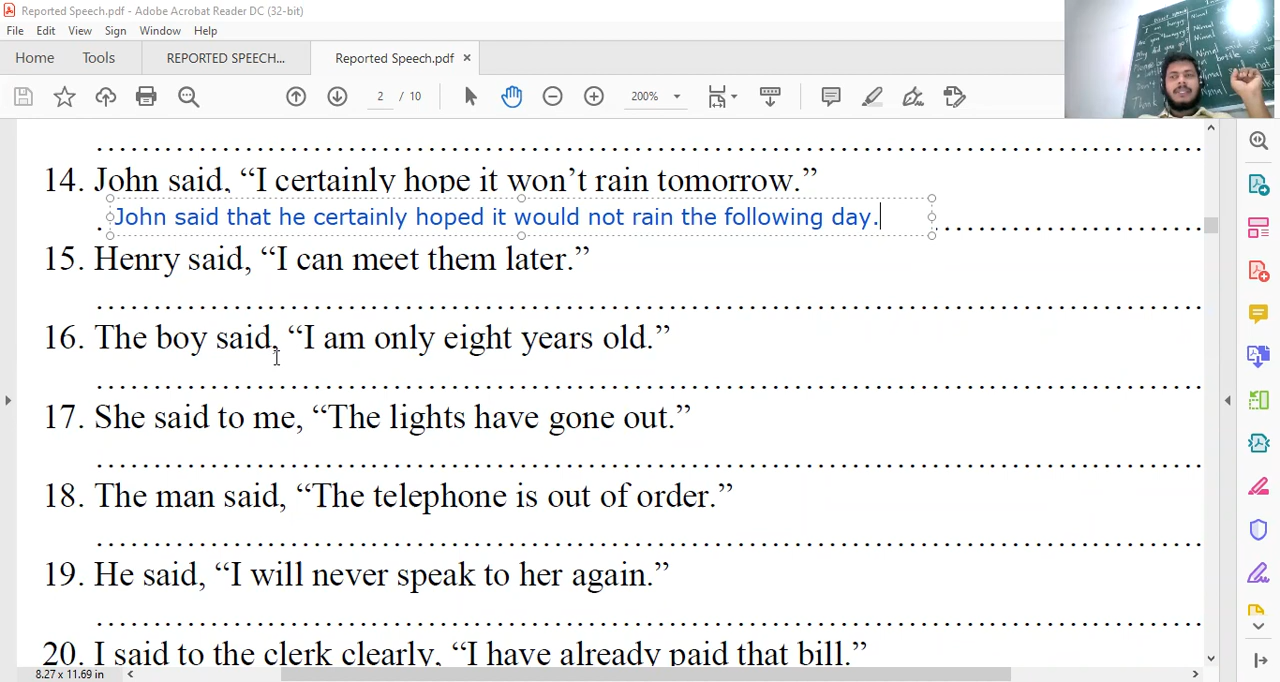 Reported Speech.pdf - Adobe Acrobat Reader DC (32-bit)
File Edit View Sign Window Help
Home Tools REPORTED SPEECH... Reported Speech.pdf ×
2 / 10 200%
14. John said, “I certainly hope it won’t rain tomorrow.”
John said that he certainly hoped it would not rain the following day.
15. Henry said, “I can meet them later.”
16. The boy said, “I am only eight years old.”
17. She said to me, “The lights have gone out.”
18. The man said, “The telephone is out of order.”
19. He said, “I will never speak to her again.”
20. I said to the clerk clearly, “I have already paid that bill.”
8.27 x 11.69 in